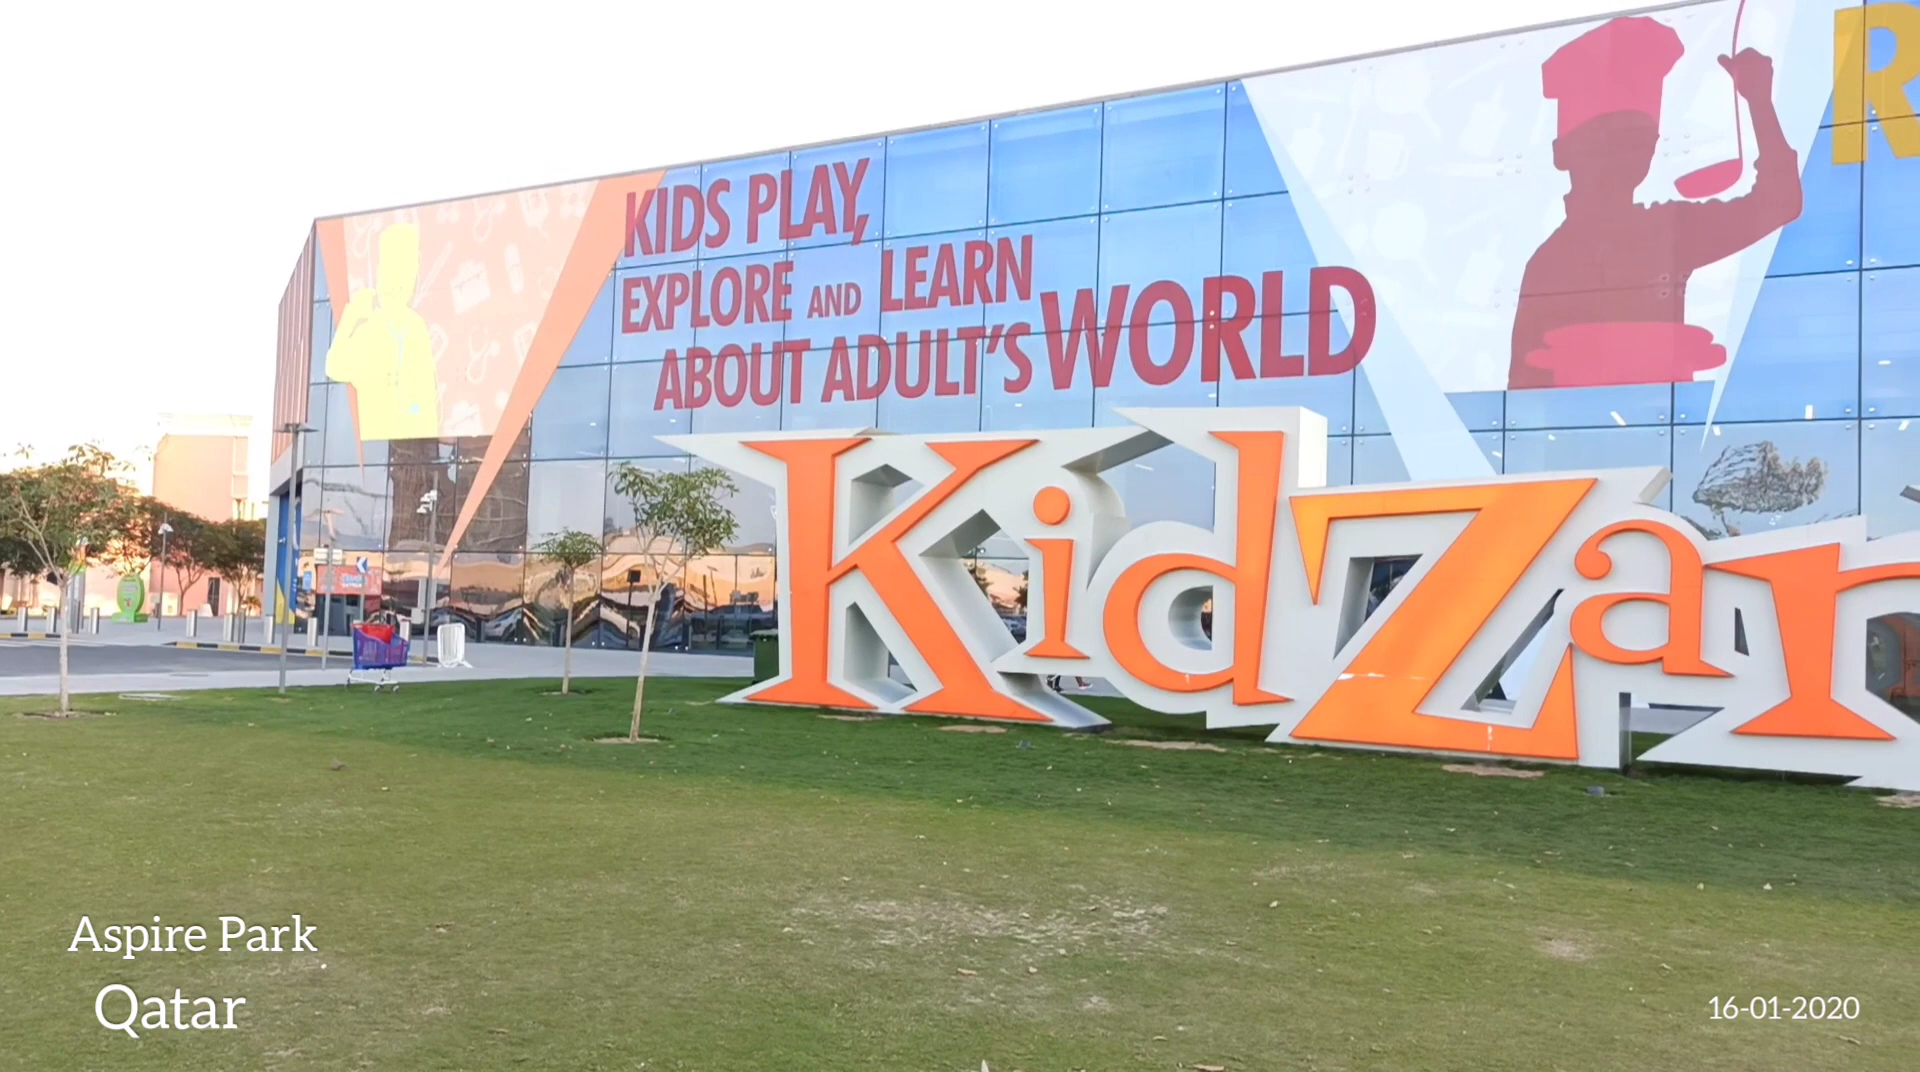 KIDS PLAY,
EXPLORE AND LEARN
ABOUT ADULT'S WORLD
R
KidZan
Aspire Park
Qatar
16-01-2020